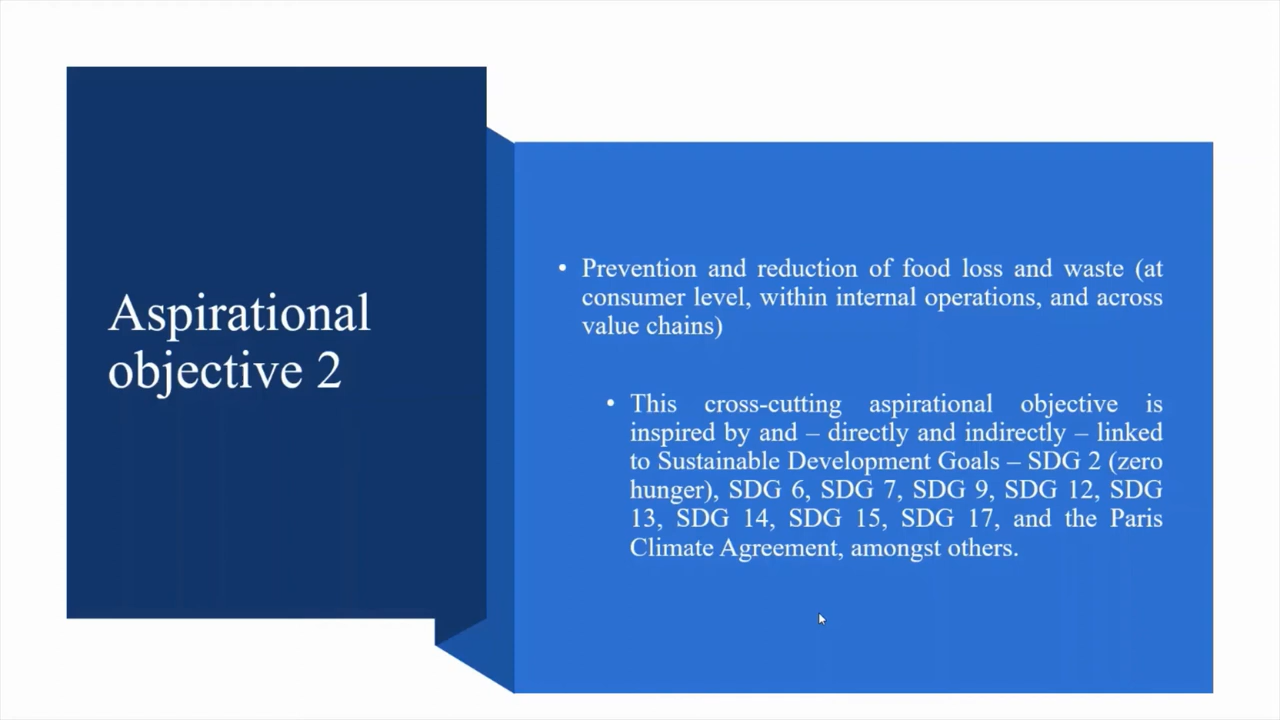 Aspirational
objective 2
• Prevention and reduction of food loss and waste (at
consumer level, within internal operations, and across
value chains)
• This cross-cutting aspirational objective is
inspired by and – directly and indirectly – linked
to Sustainable Development Goals – SDG 2 (zero
hunger), SDG 6, SDG 7, SDG 9, SDG 12, SDG
13, SDG 14, SDG 15, SDG 17, and the Paris
Climate Agreement, amongst others.